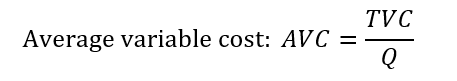 Average variable cost: AVC = TVC / Q